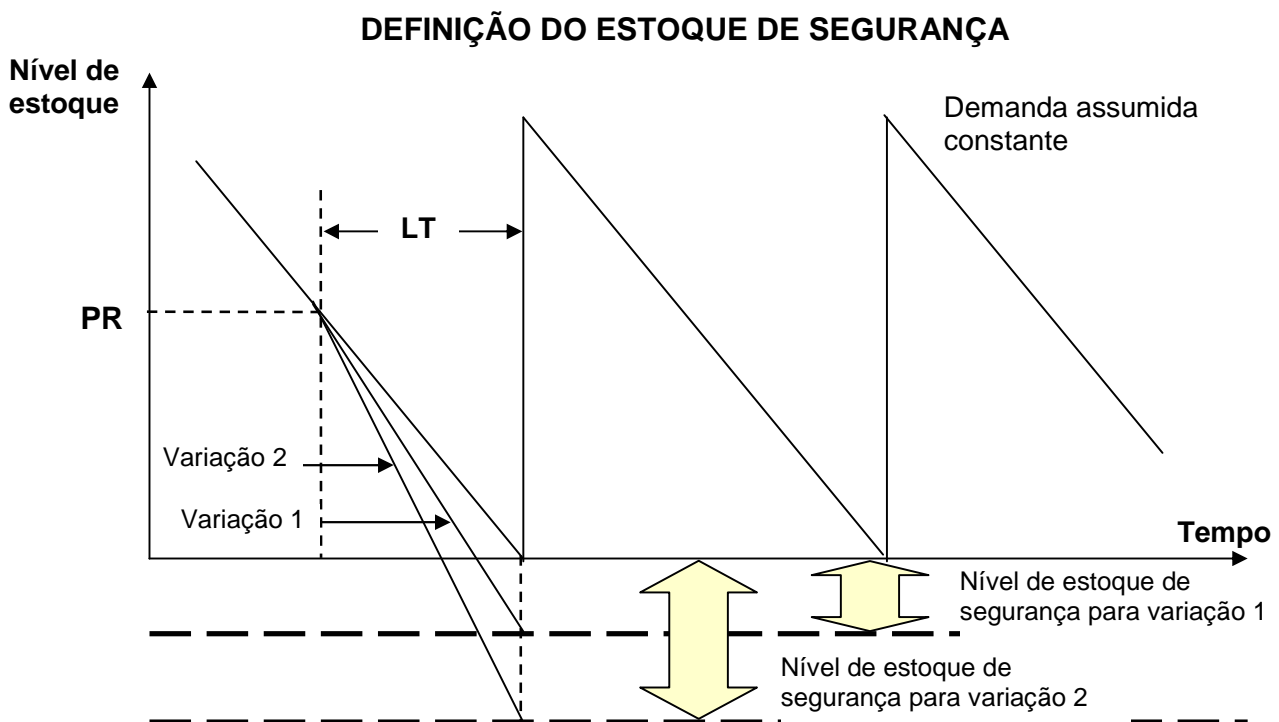 DEFINIÇÃO DO ESTOQUE DE SEGURANÇA
Nível de
estoque
Demanda assumida
constante
LT
PR
Variação 2
Variação 1
Tempo
Nível de estoque de
segurança para variação 1
Nível de estoque de
segurança para variação 2